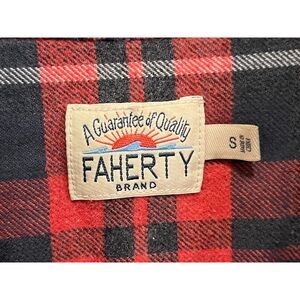 A Guarantee of Quality
FAHERTY
BRAND
S
MADE IN
CHINA